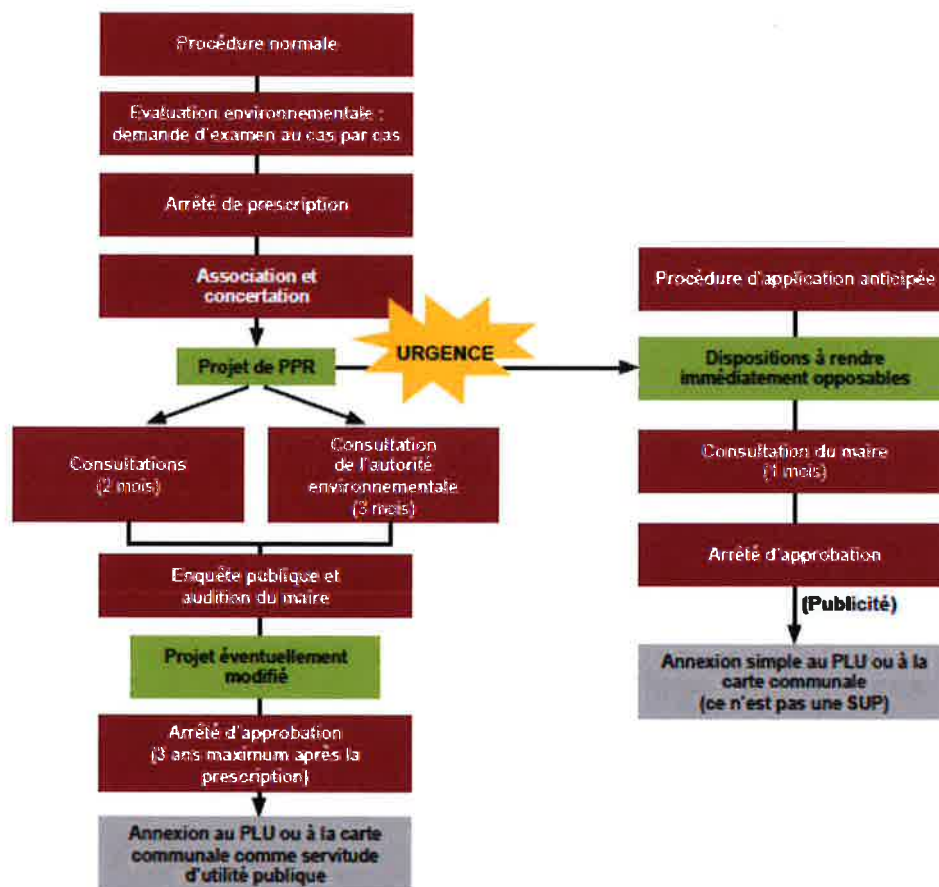 Procédure normale
Evaluation environnementale :
demande d'examen au cas par cas
Arrêté de prescription
Association et
concertation
Projet de PPR
URGENCE
Consultations
(2 mois)
Consultation
de l'autorité
environnementale
(3 mois)
Enquête publique et
audition du maire
Projet éventuellement
modifié
Arrêté d'approbation
(3 ans maximum après la
prescription)
Annexion au PLU ou à la carte
communale comme servitude
d'utilité publique
Procédure d'application anticipée
Dispositions à rendre
immédiatement opposables
Consultation du maire
(1 mois)
Arrêté d'approbation
(Publicité)
Annexion simple au PLU ou à la
carte communale
(ce n'est pas une SUP)